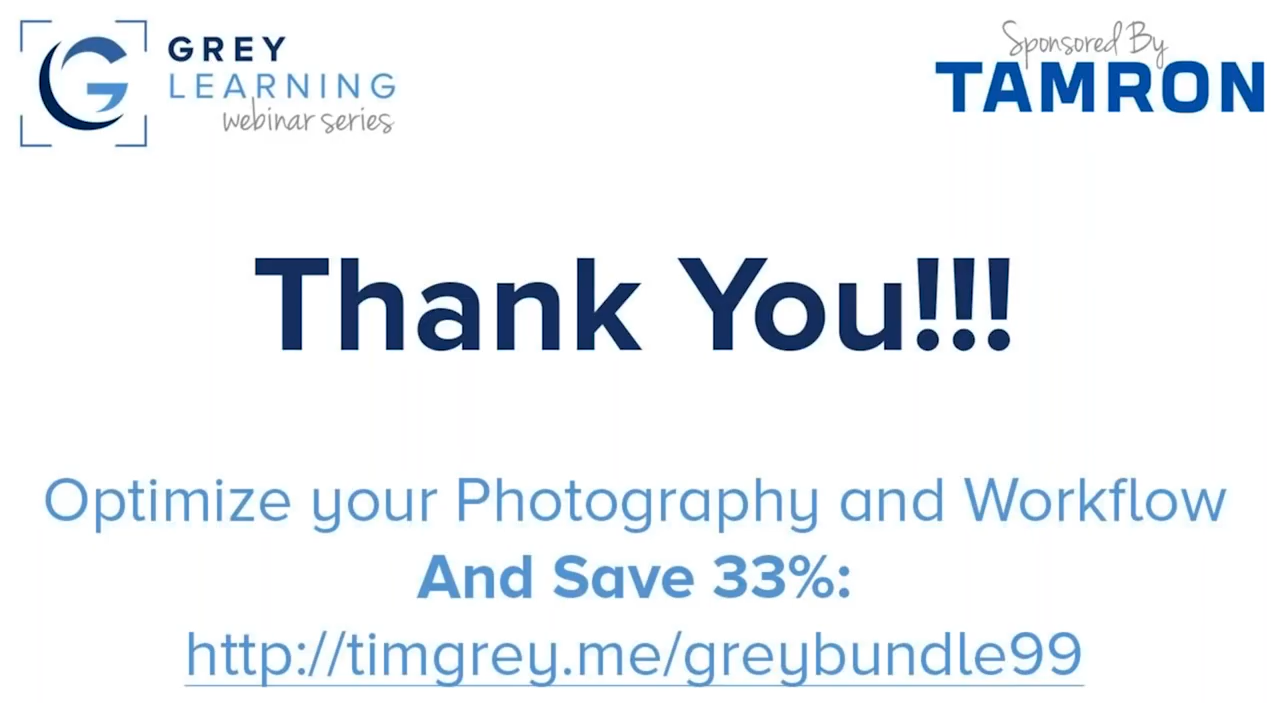 GREY
LEARNING
webinar series
Sponsored By
TAMRON
Thank You!!!
Optimize your Photography and Workflow
And Save 33%:
http://timgrey.me/greybundle99